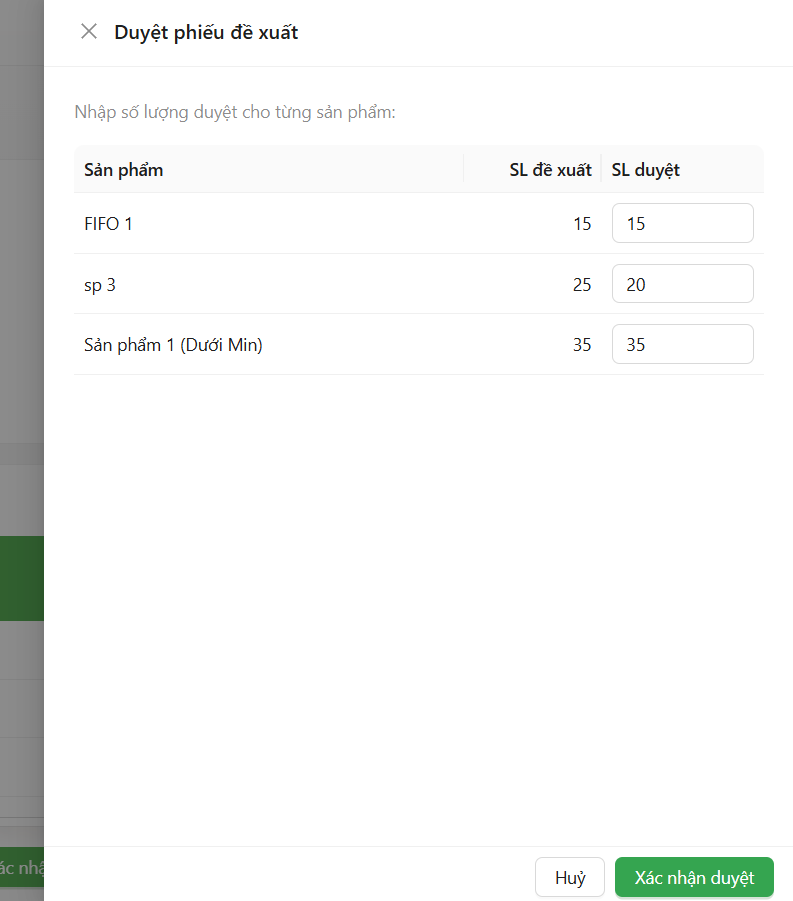 Duyệt phiếu đề xuất
Nhập số lượng duyệt cho từng sản phẩm:
Sản phẩm SL đề xuất SL duyệt
FIFO 1 15 15
sp 3 25 20
Sản phẩm 1 (Dưới Min) 35 35
Huỷ Xác nhận duyệt